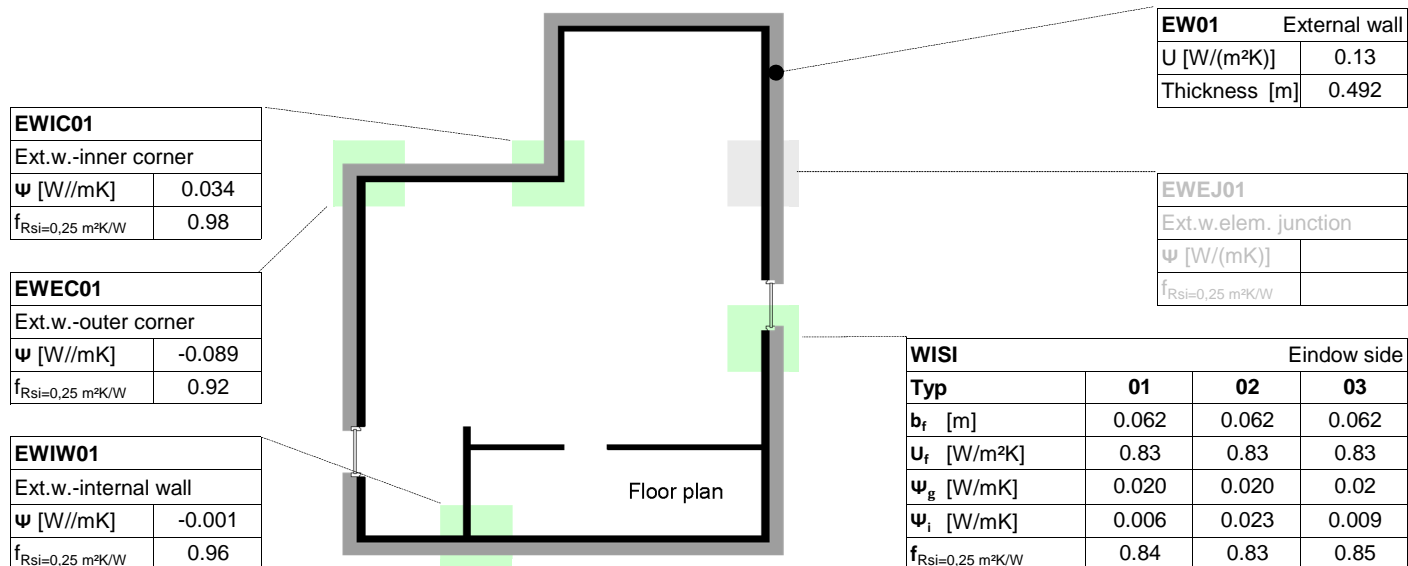 EWIC01
Ext.w.-inner corner
Ψ [W//mK] 0.034
fRsi=0,25 m²K/W 0.98
EWEC01
Ext.w.-outer corner
Ψ [W//mK] -0.089
fRsi=0,25 m²K/W 0.92
EWIW01
Ext.w.-internal wall
Ψ [W//mK] -0.001
fRsi=0,25 m²K/W 0.96
Floor plan
EW01 External wall
U [W/(m²K)] 0.13
Thickness [m] 0.492
EWEJ01
Ext.w.elem. junction
Ψ [W/(mK)]
fRsi=0,25 m²K/W
WISI Eindow side
Typ 01 02 03
bf [m] 0.062 0.062 0.062
Uf [W/m²K] 0.83 0.83 0.83
Ψg [W/mK] 0.020 0.020 0.02
Ψi [W/mK] 0.006 0.023 0.009
fRsi=0,25 m²K/W 0.84 0.83 0.85